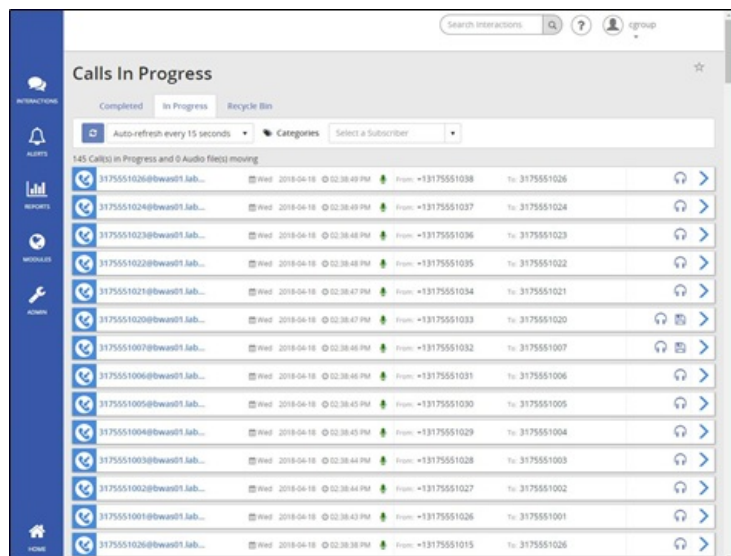 Search Interactions
? cgroup
Calls In Progress
INTERACTIONS
ALERTS
REPORTS
MODULES
ADMIN
HOME
Completed In Progress Recycle Bin
Auto-refresh every 15 seconds Categories Select a Subscriber
145 Call(s) in Progress and 0 Audio file(s) moving
3175551026@bwas01.lab... Wed 2018-04-18 02:38:49 PM From: +13175551038 To: 3175551026
3175551024@bwas01.lab... Wed 2018-04-18 02:38:49 PM From: +13175551037 To: 3175551024
3175551023@bwas01.lab... Wed 2018-04-18 02:38:48 PM From: +13175551036 To: 3175551023
3175551022@bwas01.lab... Wed 2018-04-18 02:38:48 PM From: +13175551035 To: 3175551022
3175551021@bwas01.lab... Wed 2018-04-18 02:38:47 PM From: +13175551034 To: 3175551021
3175551020@bwas01.lab... Wed 2018-04-18 02:38:47 PM From: +13175551033 To: 3175551020
3175551007@bwas01.lab... Wed 2018-04-18 02:38:46 PM From: +13175551032 To: 3175551007
3175551006@bwas01.lab... Wed 2018-04-18 02:38:46 PM From: +13175551031 To: 3175551006
3175551005@bwas01.lab... Wed 2018-04-18 02:38:45 PM From: +13175551030 To: 3175551005
3175551004@bwas01.lab... Wed 2018-04-18 02:38:45 PM From: +13175551029 To: 3175551004
3175551003@bwas01.lab... Wed 2018-04-18 02:38:44 PM From: +13175551028 To: 3175551003
3175551002@bwas01.lab... Wed 2018-04-18 02:38:44 PM From: +13175551027 To: 3175551002
3175551001@bwas01.lab... Wed 2018-04-18 02:38:43 PM From: +13175551026 To: 3175551001
3175551026@bwas01.lab... Wed 2018-04-18 02:38:38 PM From: +13175551015 To: 3175551026